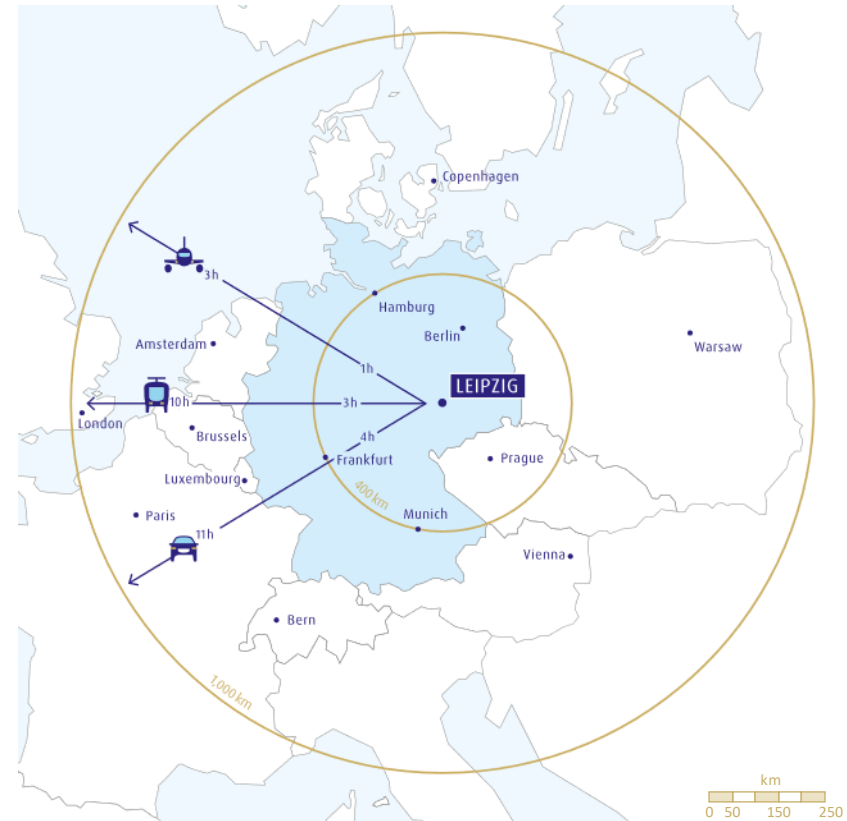 Copenhagen
3h
Hamburg
Berlin
Amsterdam
Warsaw
1h
LEIPZIG
10h
3h
London
Brussels
4h
Frankfurt
Prague
Luxembourg
400 km
Paris
Munich
11h
Vienna
Bern
1,000 km
km
0 50 150 250